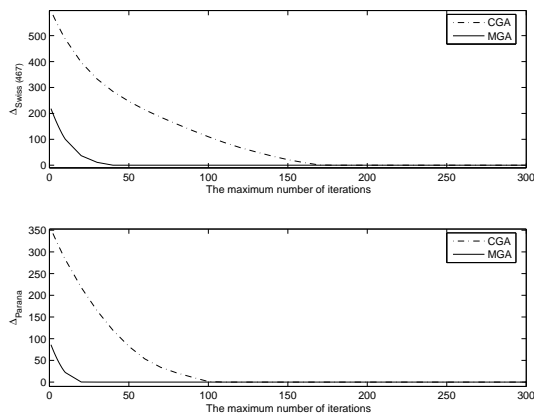 500
400
300
200
100
0
Δ_Swiss (467)
CGA
MGA
0 50 100 150 200 250 300
The maximum number of iterations
350
300
250
200
150
100
50
0
Δ_Parana
CGA
MGA
0 50 100 150 200 250 300
The maximum number of iterations